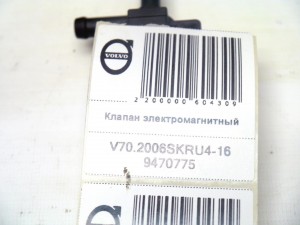 VOLVO
2200000604309
Клапан электромагнитный
V70.2006SKRU4-16
9470775